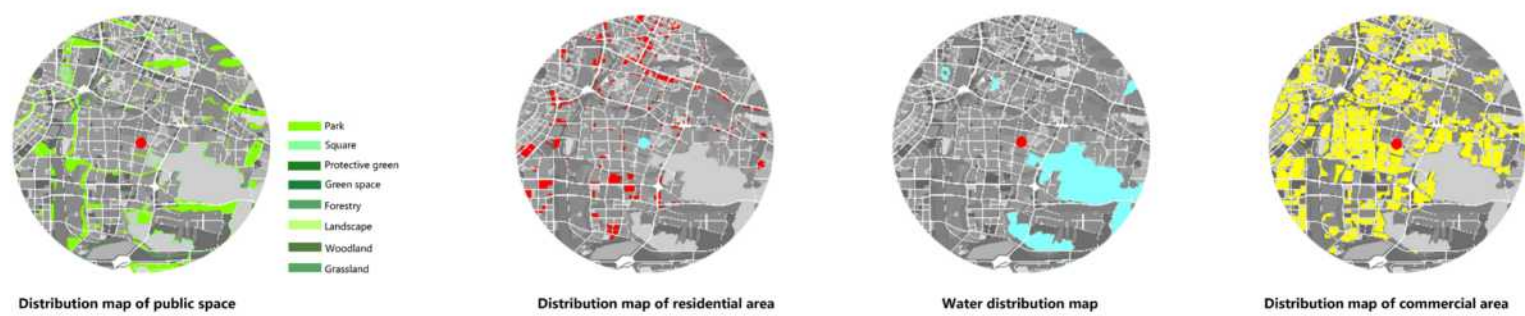 Park
Square
Protective green
Green space
Forestry
Landscape
Woodland
Grassland
Distribution map of public space
Distribution map of residential area
Water distribution map
Distribution map of commercial area